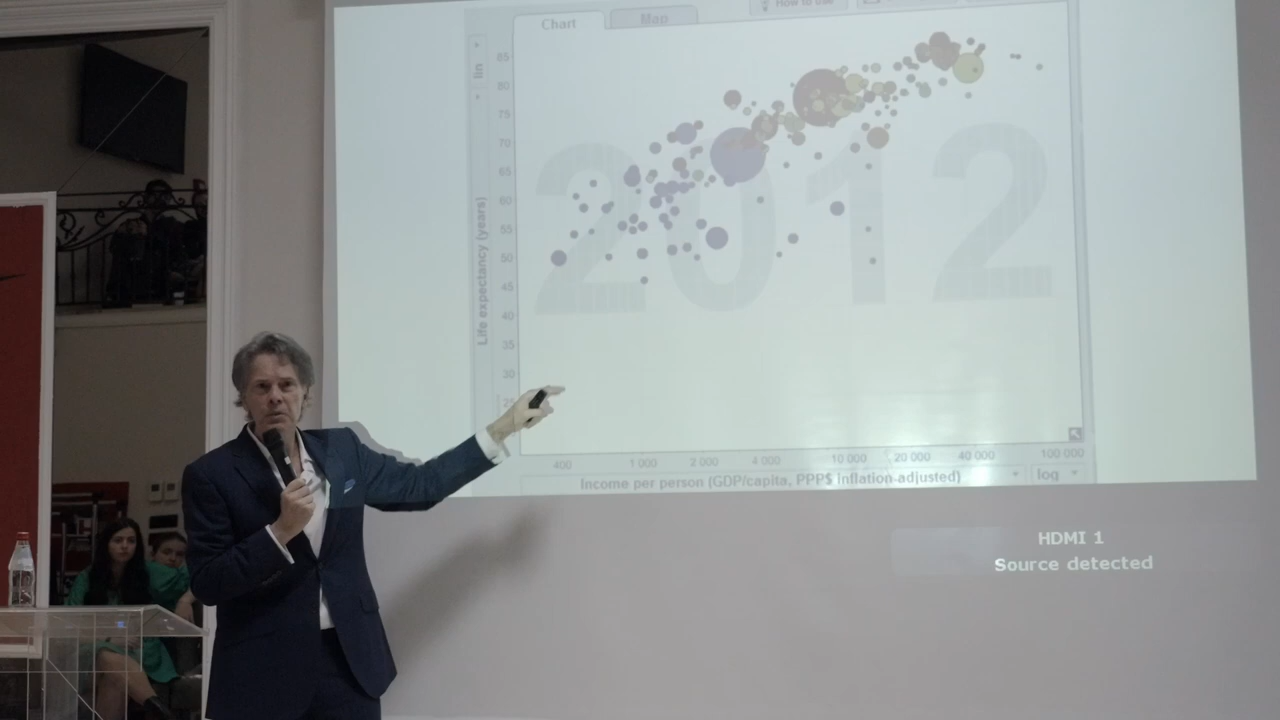 How to use
Chart
Map
lin
85
80
75
70
65
60
55
50
45
40
35
30
Life expectancy (years)
2012
400
1 000
2 000
4 000
10 000
20 000
40 000
100 000
Income per person (GDP/capita, PPP$ inflation-adjusted)
log
HDMI 1
Source detected